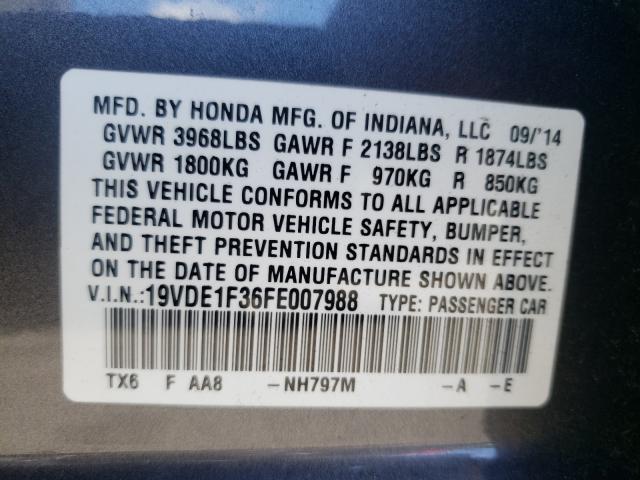 MFD. BY HONDA MFG. OF INDIANA, LLC 09/'14
GVWR 3968LBS GAWR F 2138LBS R 1874LBS
GVWR 1800KG GAWR F 970KG R 850KG
THIS VEHICLE CONFORMS TO ALL APPLICABLE
FEDERAL MOTOR VEHICLE SAFETY, BUMPER,
AND THEFT PREVENTION STANDARDS IN EFFECT
ON THE DATE OF MANUFACTURE SHOWN ABOVE.
V.I.N.:19VDE1F36FE007988 TYPE: PASSENGER CAR
TX6 F AA8 -NH797M -A -E